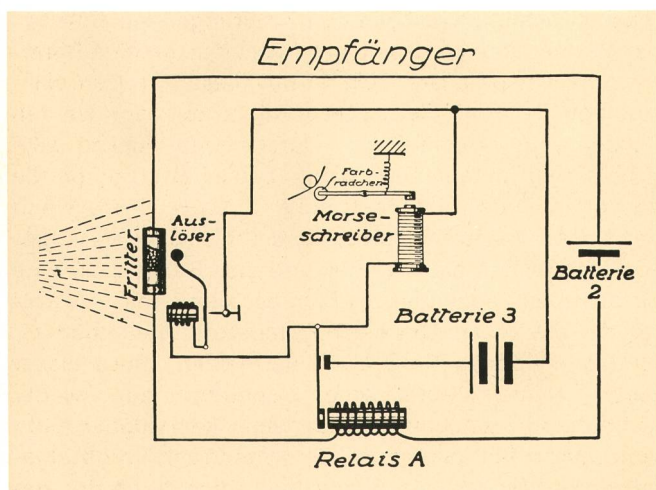 Empfänger
Farb-
rädchen
Aus-
löser
Morse-
schreiber
Fritter
Batterie
2
Batterie 3
Relais A